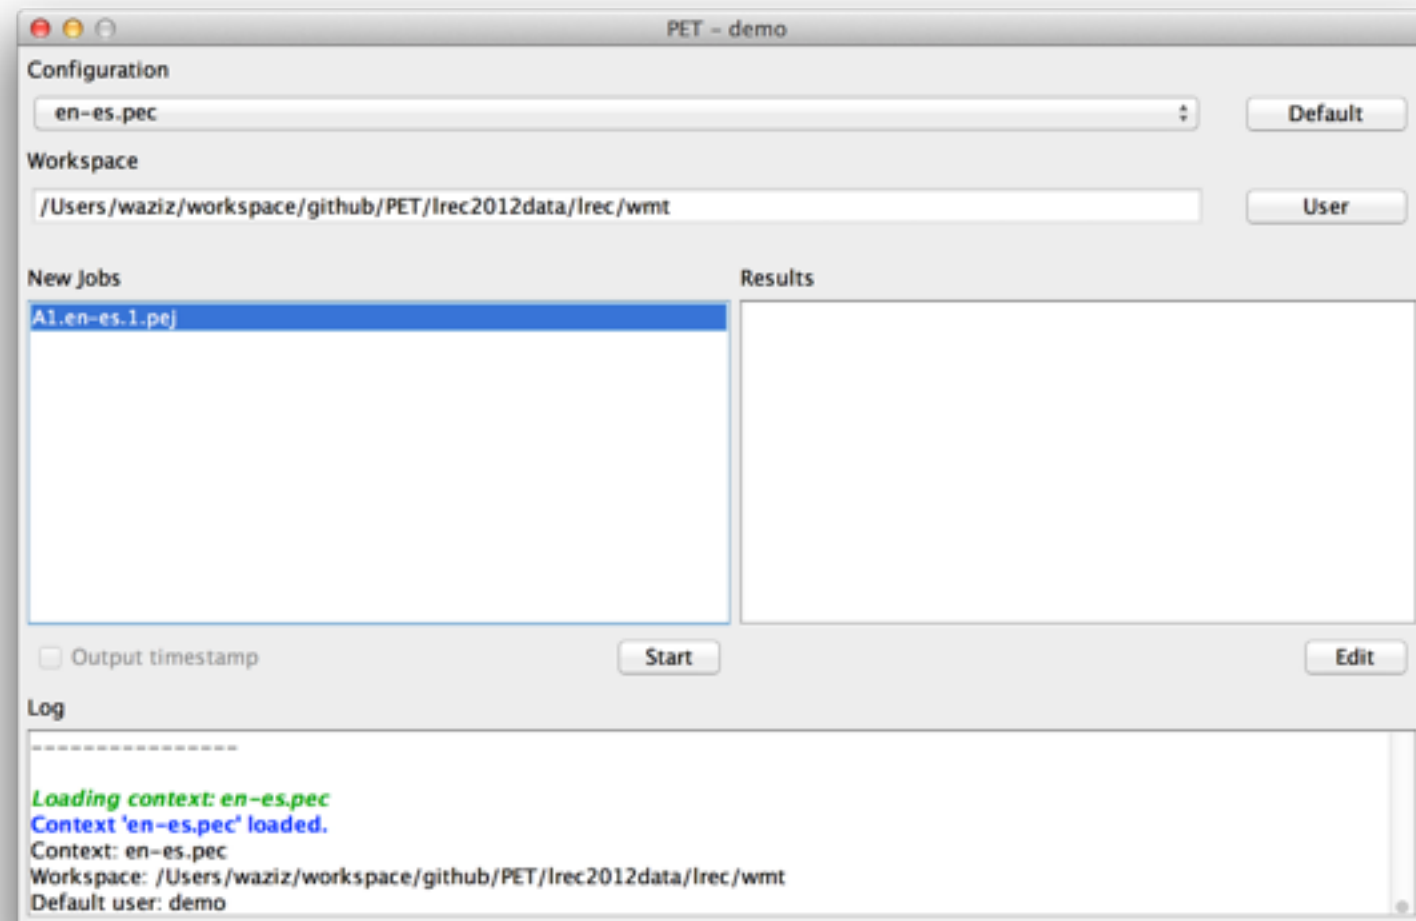 PET – demo
Configuration
en-es.pec
Default
Workspace
/Users/waziz/workspace/github/PET/lrec2012data/lrec/wmt
User
New Jobs
Results
A1.en-es.1.pej
Output timestamp
Start
Edit
Log
----------------
Loading context: en-es.pec
Context 'en-es.pec' loaded.
Context: en-es.pec
Workspace: /Users/waziz/workspace/github/PET/lrec2012data/lrec/wmt
Default user: demo